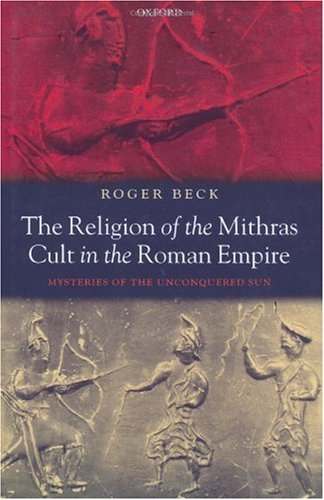 OXFORD
ROGER BECK
The Religion of the Mithras
Cult in the Roman Empire
MYSTERIES OF THE UNCONQUERED SUN